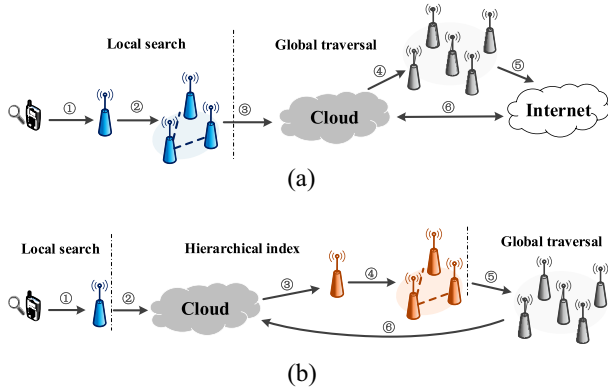 Local search Global traversal
① ② ③ ④ ⑤ ⑥
Cloud
Internet
(a)
Local search Hierarchical index Global traversal
① ② ③ ④ ⑤ ⑥
Cloud
(b)